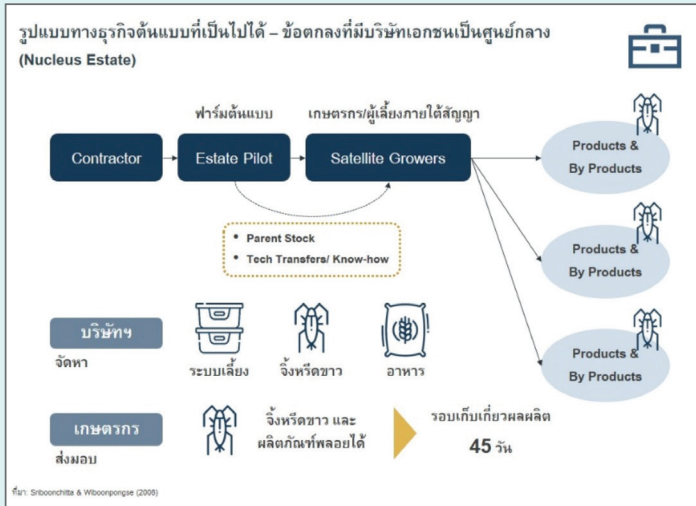 รูปแบบทางธุรกิจต้นแบบที่เป็นไปได้ – ข้อตกลงที่มีบริษัทเอกชนเป็นศูนย์กลาง
(Nucleus Estate)
ฟาร์มต้นแบบ
เกษตรกร/ผู้เลี้ยงภายใต้สัญญา
Contractor
Estate Pilot
Satellite Growers
Products &
By Products
• Parent Stock
• Tech Transfers/ Know-how
Products &
By Products
Products &
By Products
บริษัทฯ
จัดหา
ระบบเลี้ยง
จิ้งหรีดขาว
อาหาร
เกษตรกร
ส่งมอบ
จิ้งหรีดขาว และ
ผลิตภัณฑ์พลอยได้
รอบเก็บเกี่ยวผลผลิต
45 วัน
ที่มา: Sriboonchitta & Wiboonpongse (2008)